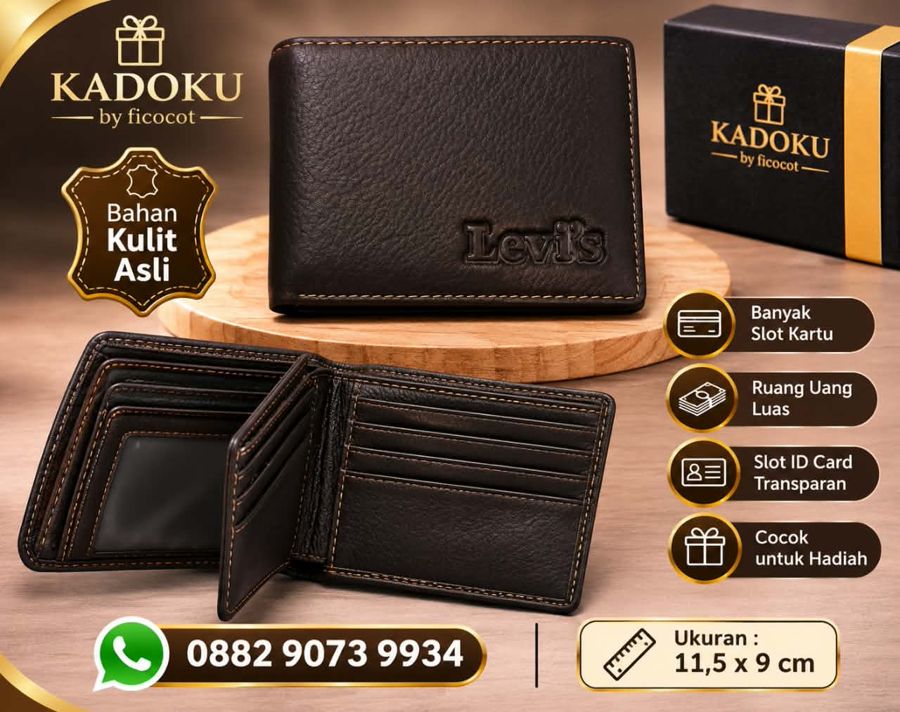 KADOKU
by ficocot
Bahan
Kulit
Asli
Levi's
KADOKU
by ficocot
Banyak
Slot Kartu
Ruang Uang
Luas
Slot ID Card
Transparan
Cocok
untuk Hadiah
0882 9073 9934
Ukuran :
11,5 x 9 cm